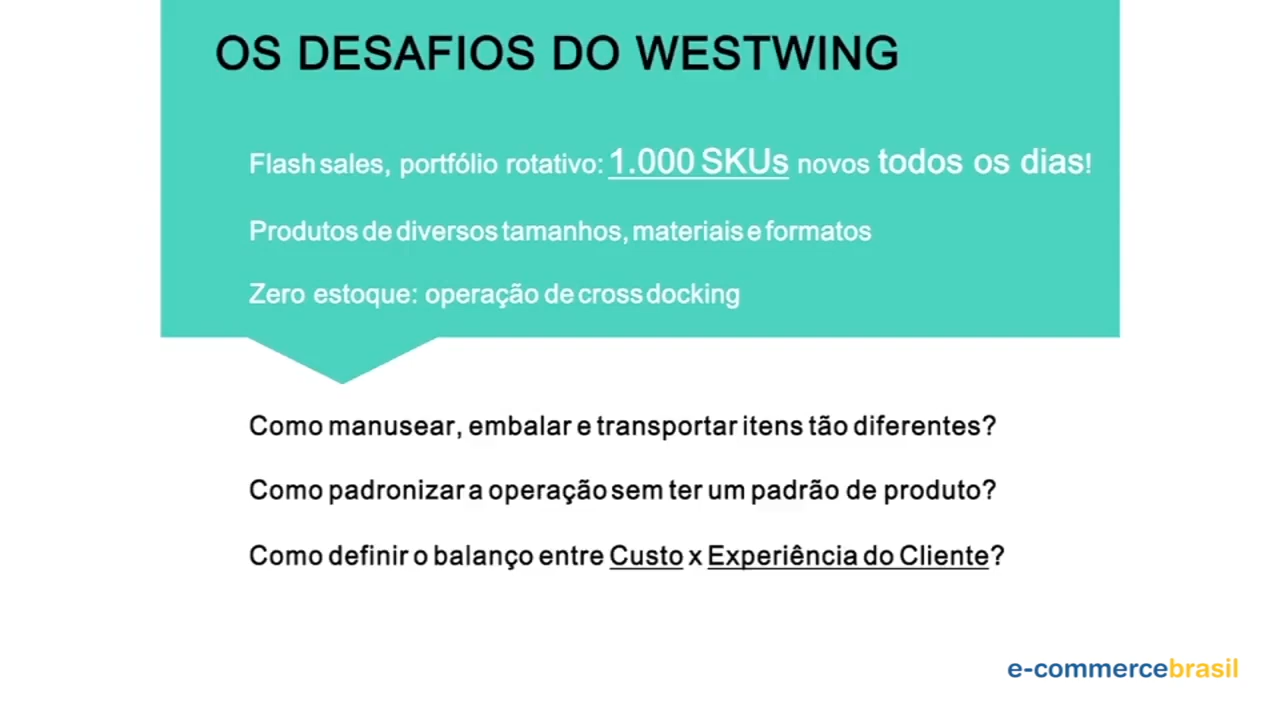 OS DESAFIOS DO WESTWING
Flash sales, portfólio rotativo: 1.000 SKUs novos todos os dias!
Produtos de diversos tamanhos, materiais e formatos
Zero estoque: operação de cross docking
Como manusear, embalar e transportar itens tão diferentes?
Como padronizar a operação sem ter um padrão de produto?
Como definir o balanço entre Custo x Experiência do Cliente?
e-commercebrasil